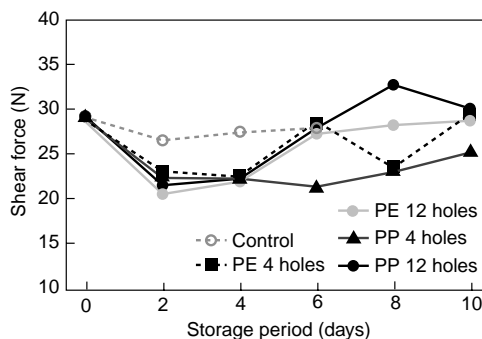 Shear force (N)
40
35
30
25
20
15
10
Control
PE 4 holes
PE 12 holes
PP 4 holes
PP 12 holes
0 2 4 6 8 10
Storage period (days)